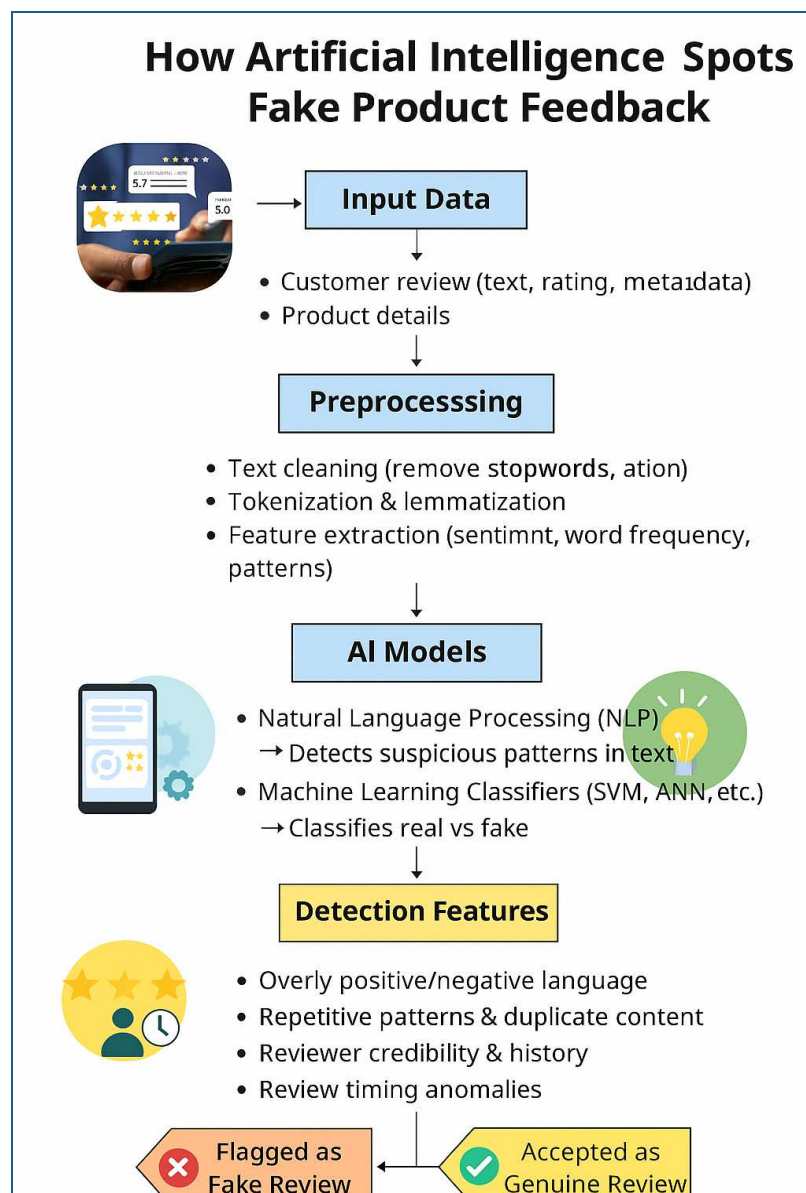 How Artificial Intelligence Spots
Fake Product Feedback
5.7
5.0
Input Data
• Customer review (text, rating, metaıdata)
• Product details
Preprocesssing
• Text cleaning (remove stopwords, ation)
• Tokenization & lemmatization
• Feature extraction (sentimnt, word frequency,
patterns)
AI Models
• Natural Language Processing (NLP)
→ Detects suspicious patterns in text
• Machine Learning Classifiers (SVM, ANN, etc.)
→ Classifies real vs fake
Detection Features
• Overly positive/negative language
• Repetitive patterns & duplicate content
• Reviewer credibility & history
• Review timing anomalies
Flagged as
Fake Review
Accepted as
Genuine Review